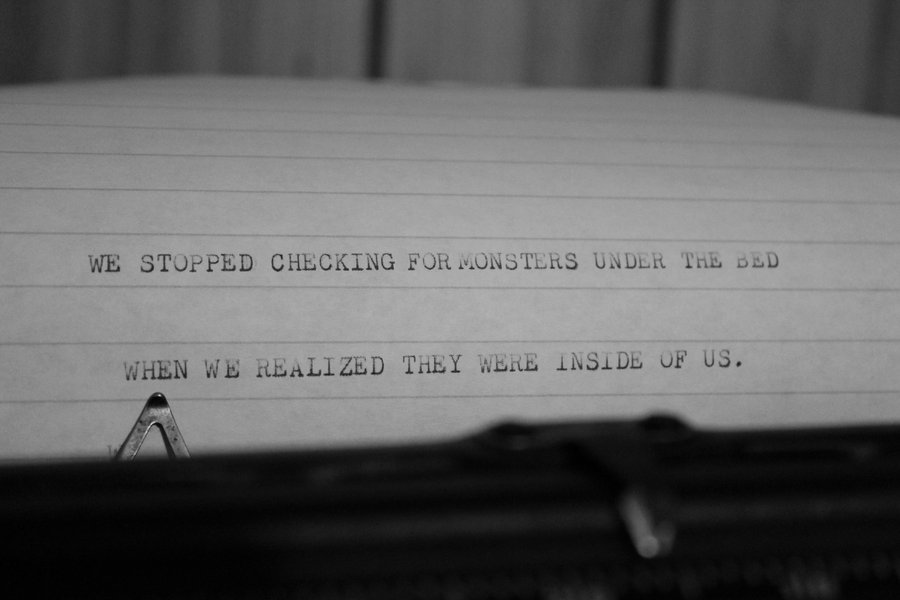 WE STOPPED CHECKING FOR MONSTERS UNDER THE BED
WHEN WE REALIZED THEY WERE INSIDE OF US.